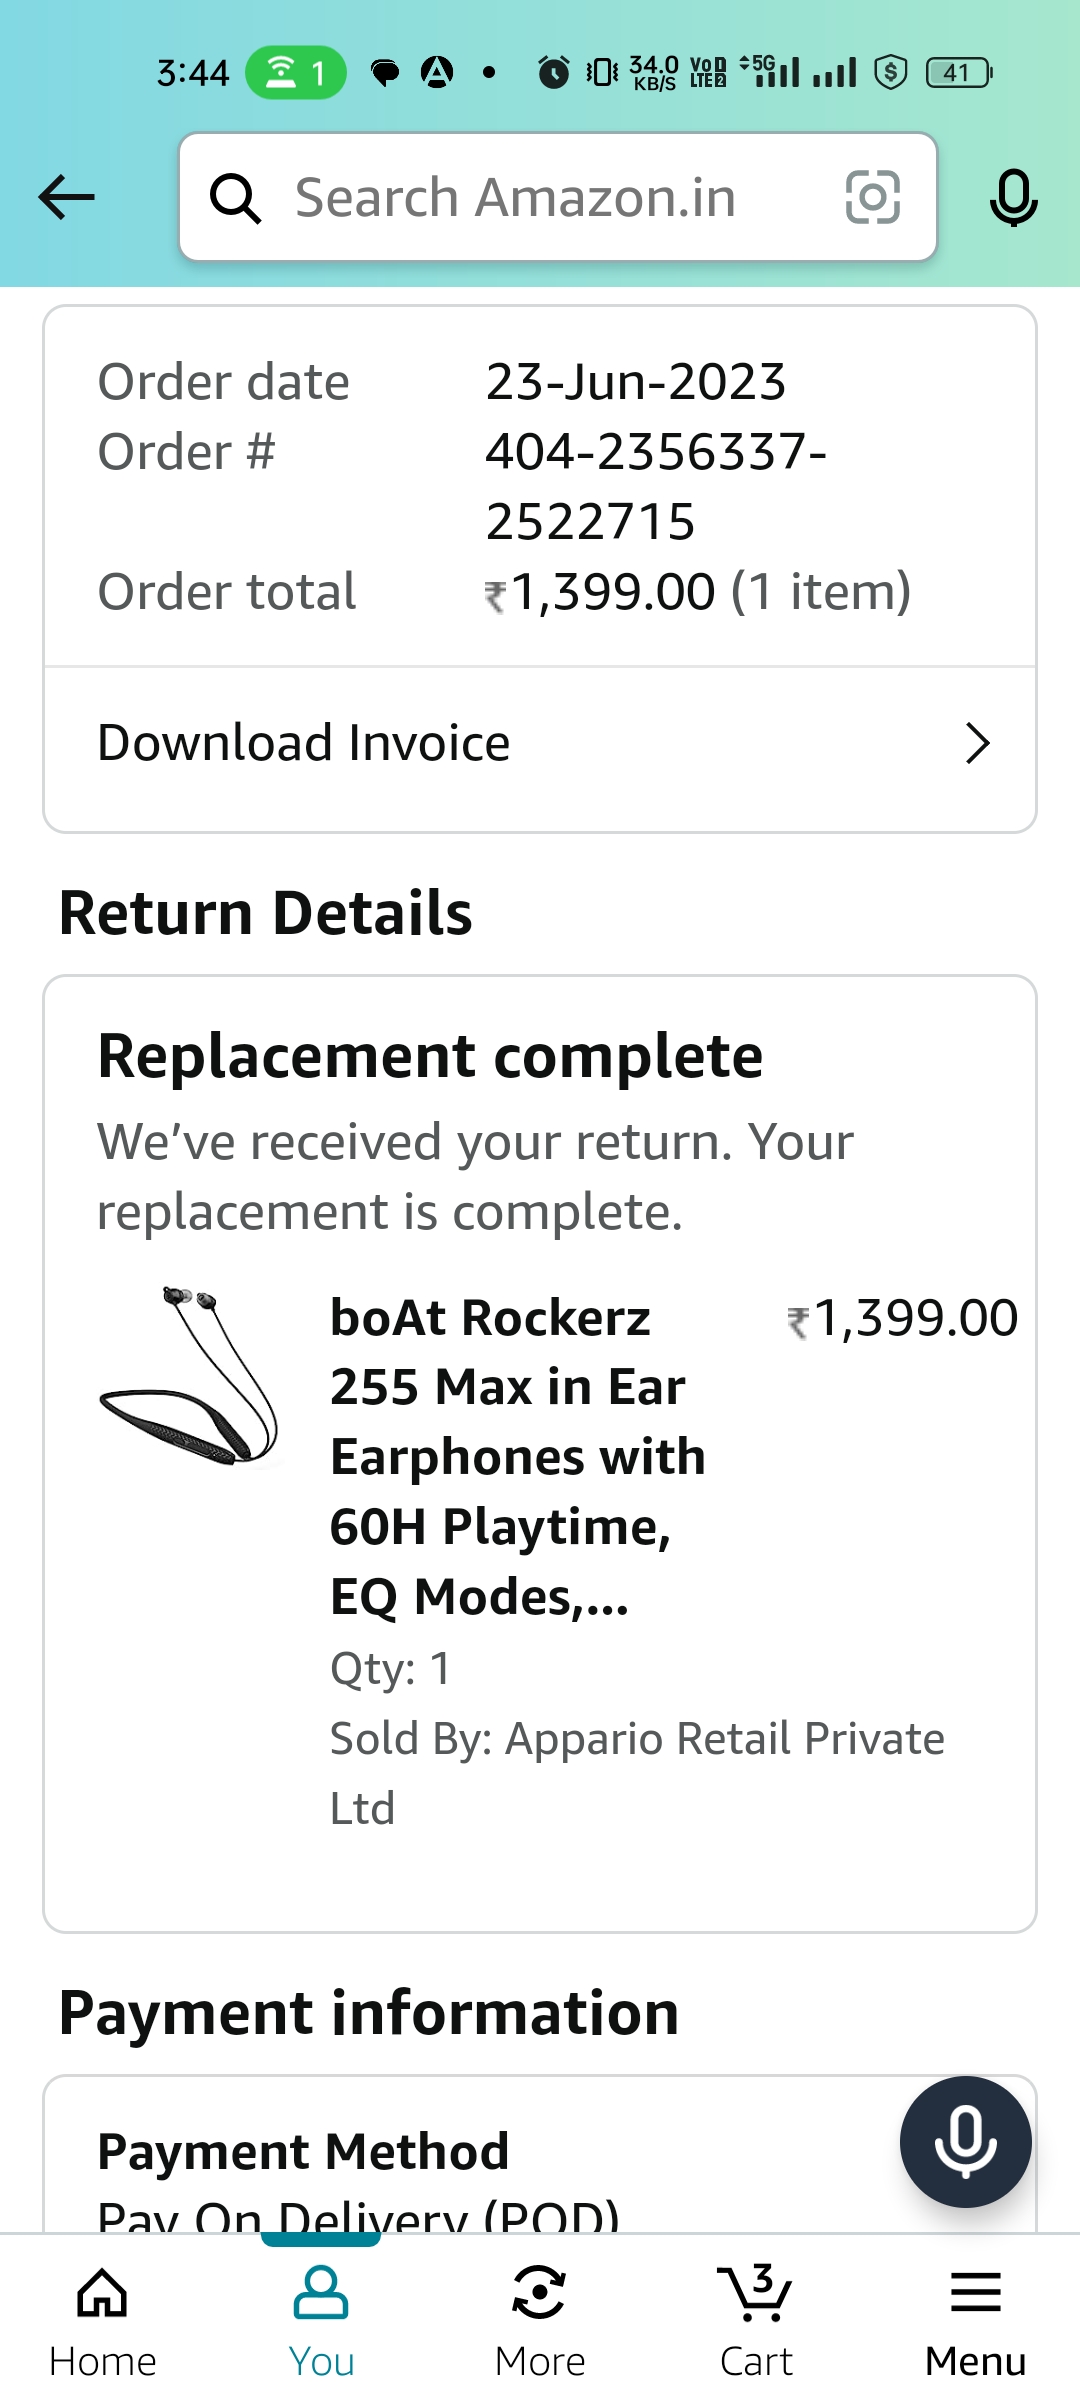 3:44 1 34.0 KB/S VoD LTE2 5G 41
Search Amazon.in
Order date 23-Jun-2023
Order # 404-2356337-
2522715
Order total ₹1,399.00 (1 item)
Download Invoice
Return Details
Replacement complete
We’ve received your return. Your
replacement is complete.
boAt Rockerz ₹1,399.00
255 Max in Ear
Earphones with
60H Playtime,
EQ Modes,...
Qty: 1
Sold By: Appario Retail Private
Ltd
Payment information
Payment Method
Pay On Delivery (POD)
3
Home You More Cart Menu